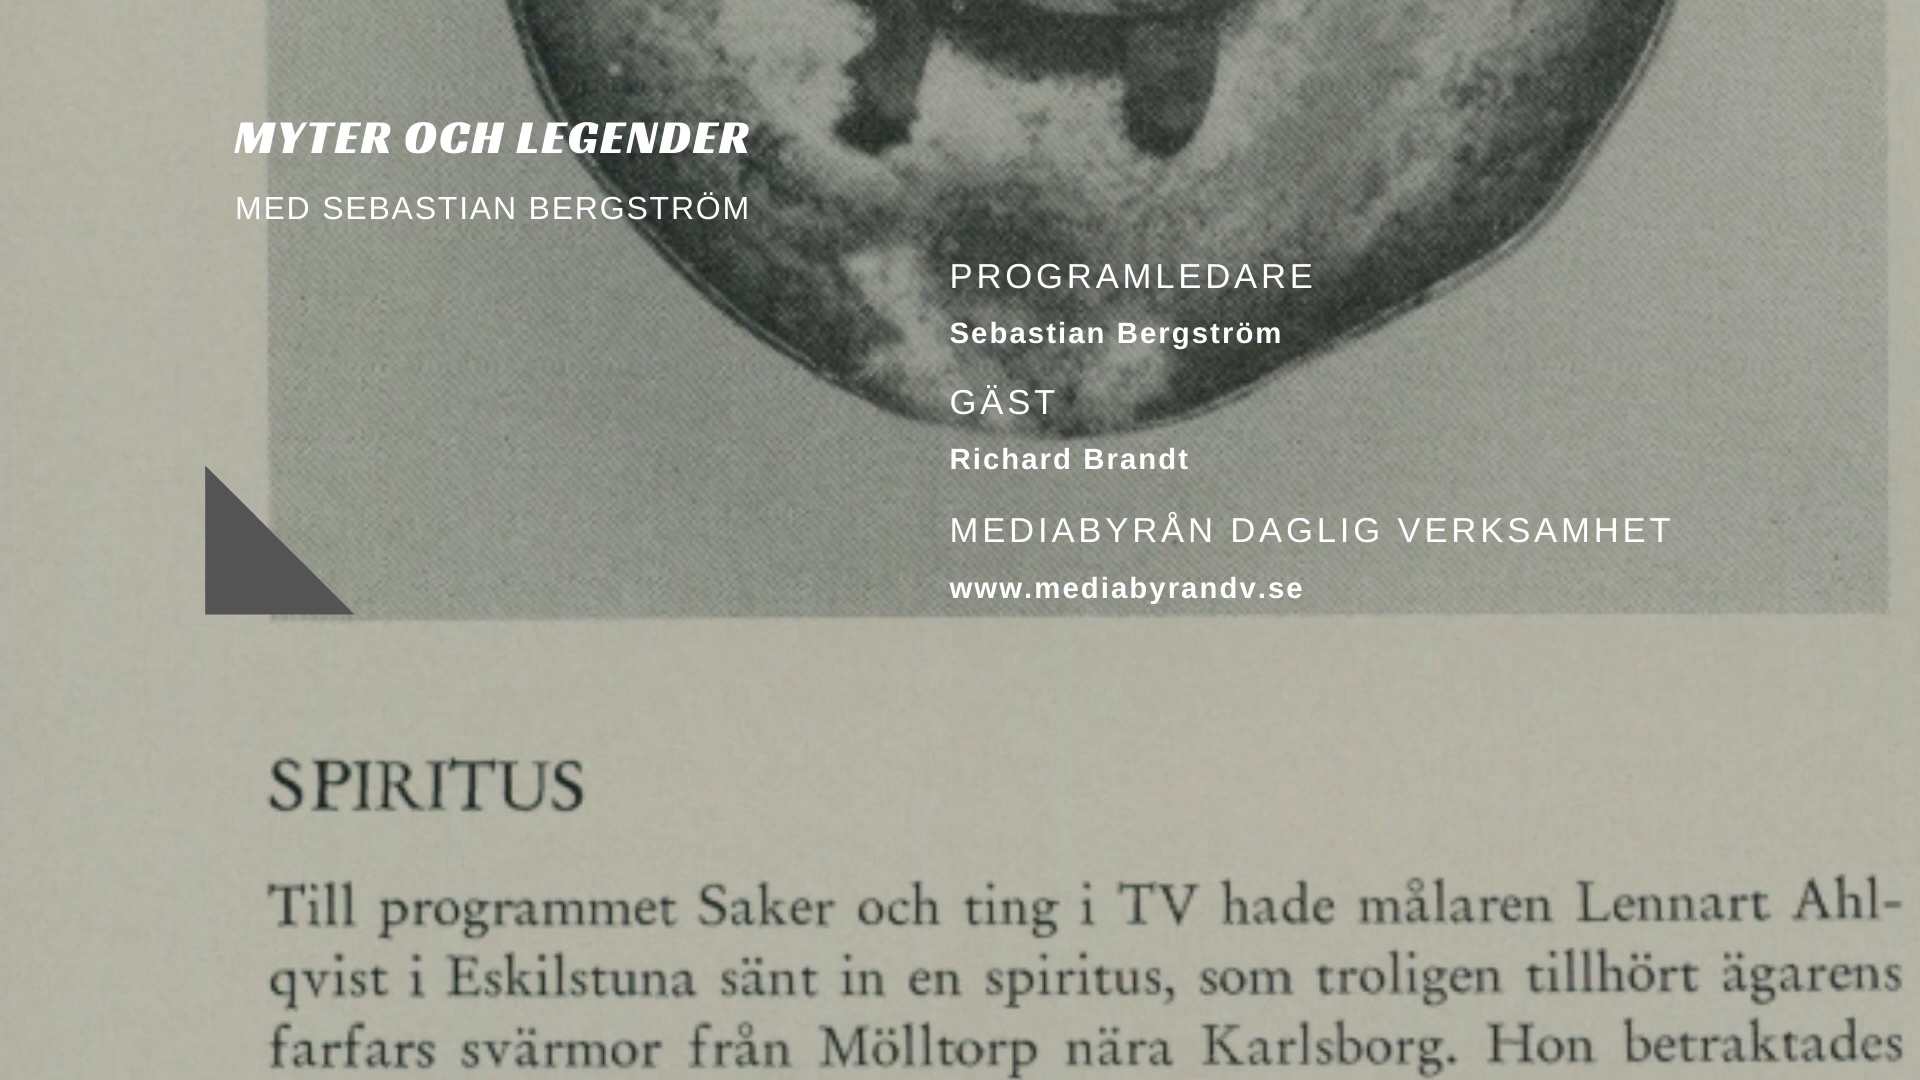 MYTER OCH LEGENDER
MED SEBASTIAN BERGSTRÖM
PROGRAMLEDARE
Sebastian Bergström
GÄST
Richard Brandt
MEDIABYRÅN DAGLIG VERKSAMHET
www.mediabyrandv.se
SPIRITUS
Till programmet Saker och ting i TV hade målaren Lennart Ahl-
qvist i Eskilstuna sänt in en spiritus, som troligen tillhört ägarens
farfars svärmor från Mölltorp nära Karlsborg. Hon betraktades